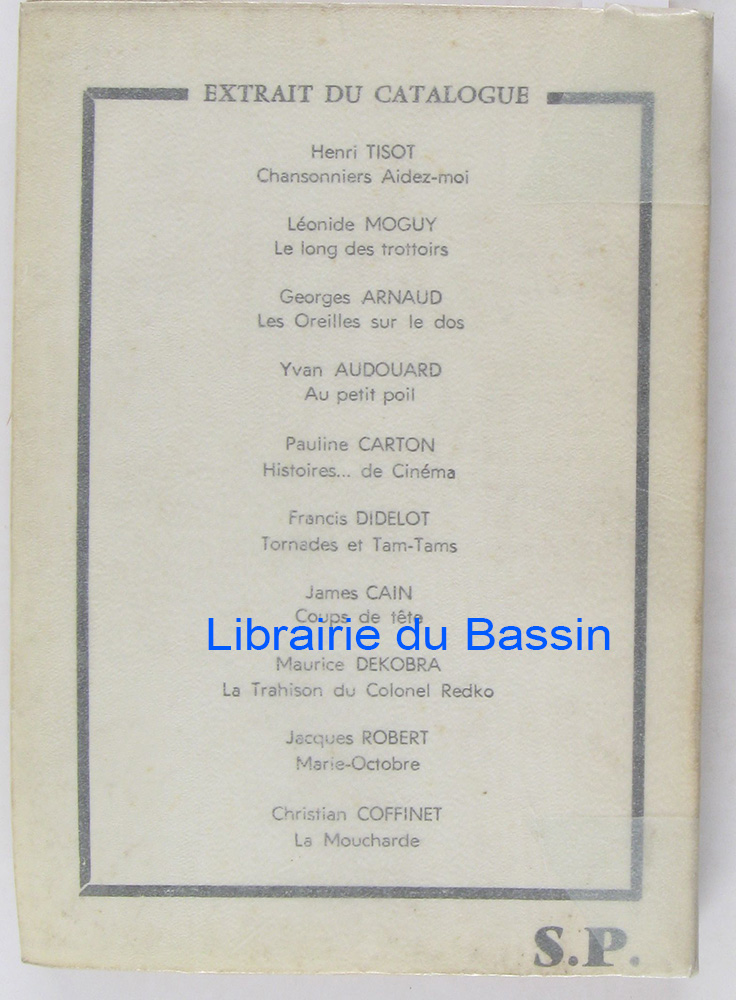 EXTRAIT DU CATALOGUE
Henri TISOT
Chansonniers Aidez-moi
Léonide MOGUY
Le long des trottoirs
Georges ARNAUD
Les Oreilles sur le dos
Yvan AUDOUARD
Au petit poil
Pauline CARTON
Histoires... de Cinéma
Francis DIDELOT
Tornades et Tam-Tams
James CAIN
Coups de tête
Librairie du Bassin
Maurice DEKOBRA
La Trahison du Colonel Redko
Jacques ROBERT
Marie-Octobre
Christian COFFINET
La Moucharde
S.P.